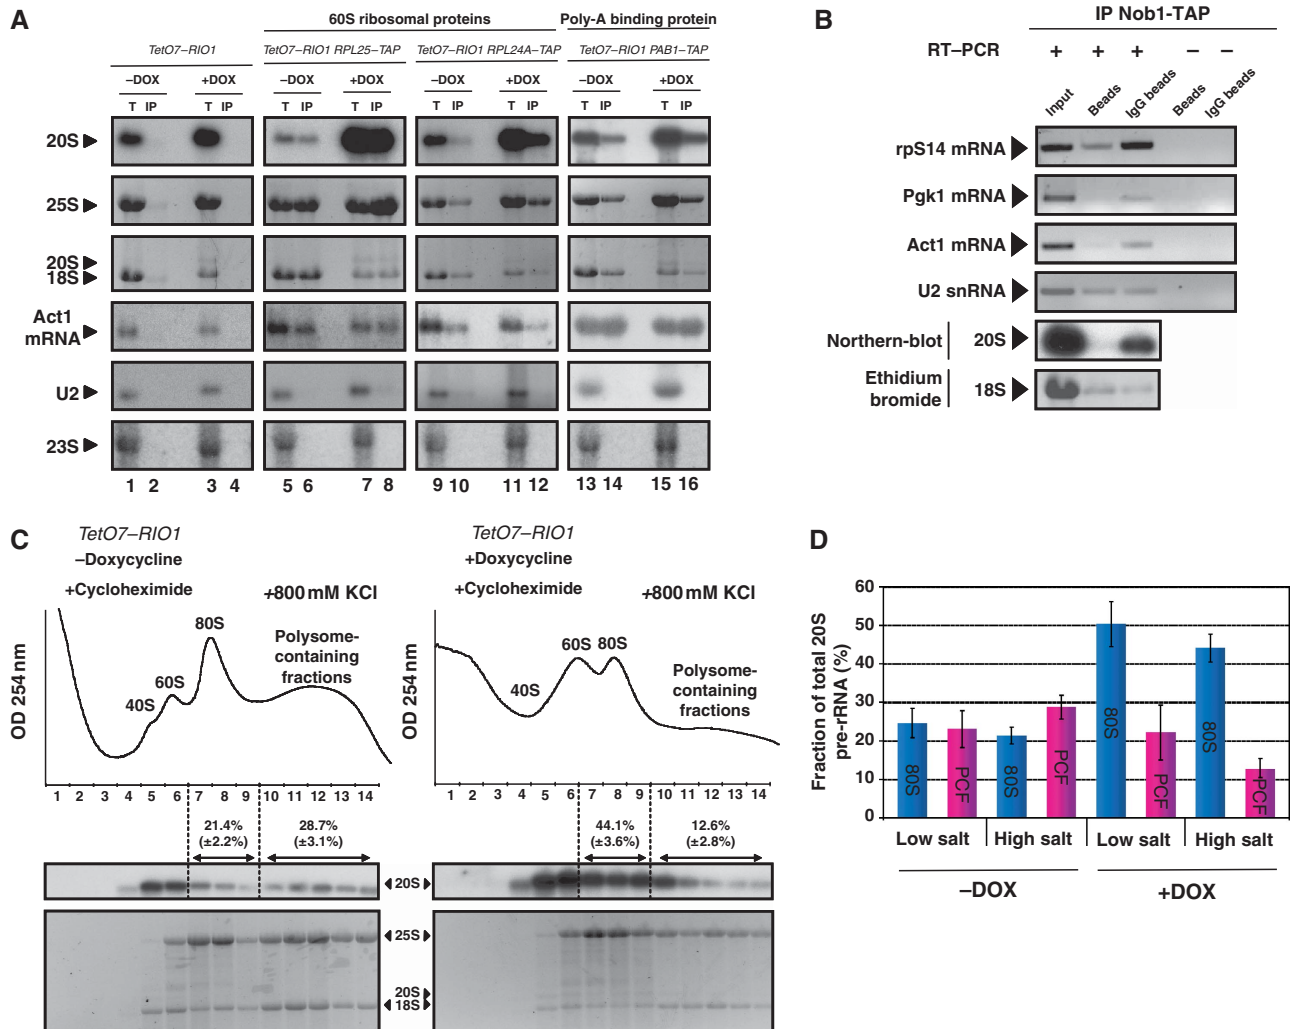 A
60S ribosomal proteins
Poly-A binding protein
TetO7–RIO1
TetO7–RIO1 RPL25–TAP
TetO7–RIO1 RPL24A–TAP
TetO7–RIO1 PAB1–TAP
–DOX +DOX –DOX +DOX –DOX +DOX –DOX +DOX
T IP T IP T IP T IP T IP T IP T IP T IP
20S
25S
20S
18S
Act1 mRNA
U2
23S
1 2 3 4 5 6 7 8 9 10 11 12 13 14 15 16
B
IP Nob1-TAP
RT–PCR + + + – –
Input Beads IgG beads Beads IgG beads
rpS14 mRNA
Pgk1 mRNA
Act1 mRNA
U2 snRNA
Northern-blot 20S
Ethidium bromide 18S
C
TetO7–RIO1
–Doxycycline
+Cycloheximide +800 mM KCl
OD 254 nm
40S
60S
80S
Polysome-containing fractions
1 2 3 4 5 6 7 8 9 10 11 12 13 14
21.4% (±2.2%)
28.7% (±3.1%)
TetO7–RIO1
+Doxycycline
+Cycloheximide +800 mM KCl
OD 254 nm
40S
60S
80S
Polysome-containing fractions
1 2 3 4 5 6 7 8 9 10 11 12 13 14
44.1% (±3.6%)
12.6% (±2.8%)
20S
25S
20S
18S
D
Fraction of total 20S pre-rRNA (%)
60
50
40
30
20
10
0
80S PCF 80S PCF 80S PCF 80S PCF
Low salt High salt Low salt High salt
–DOX +DOX